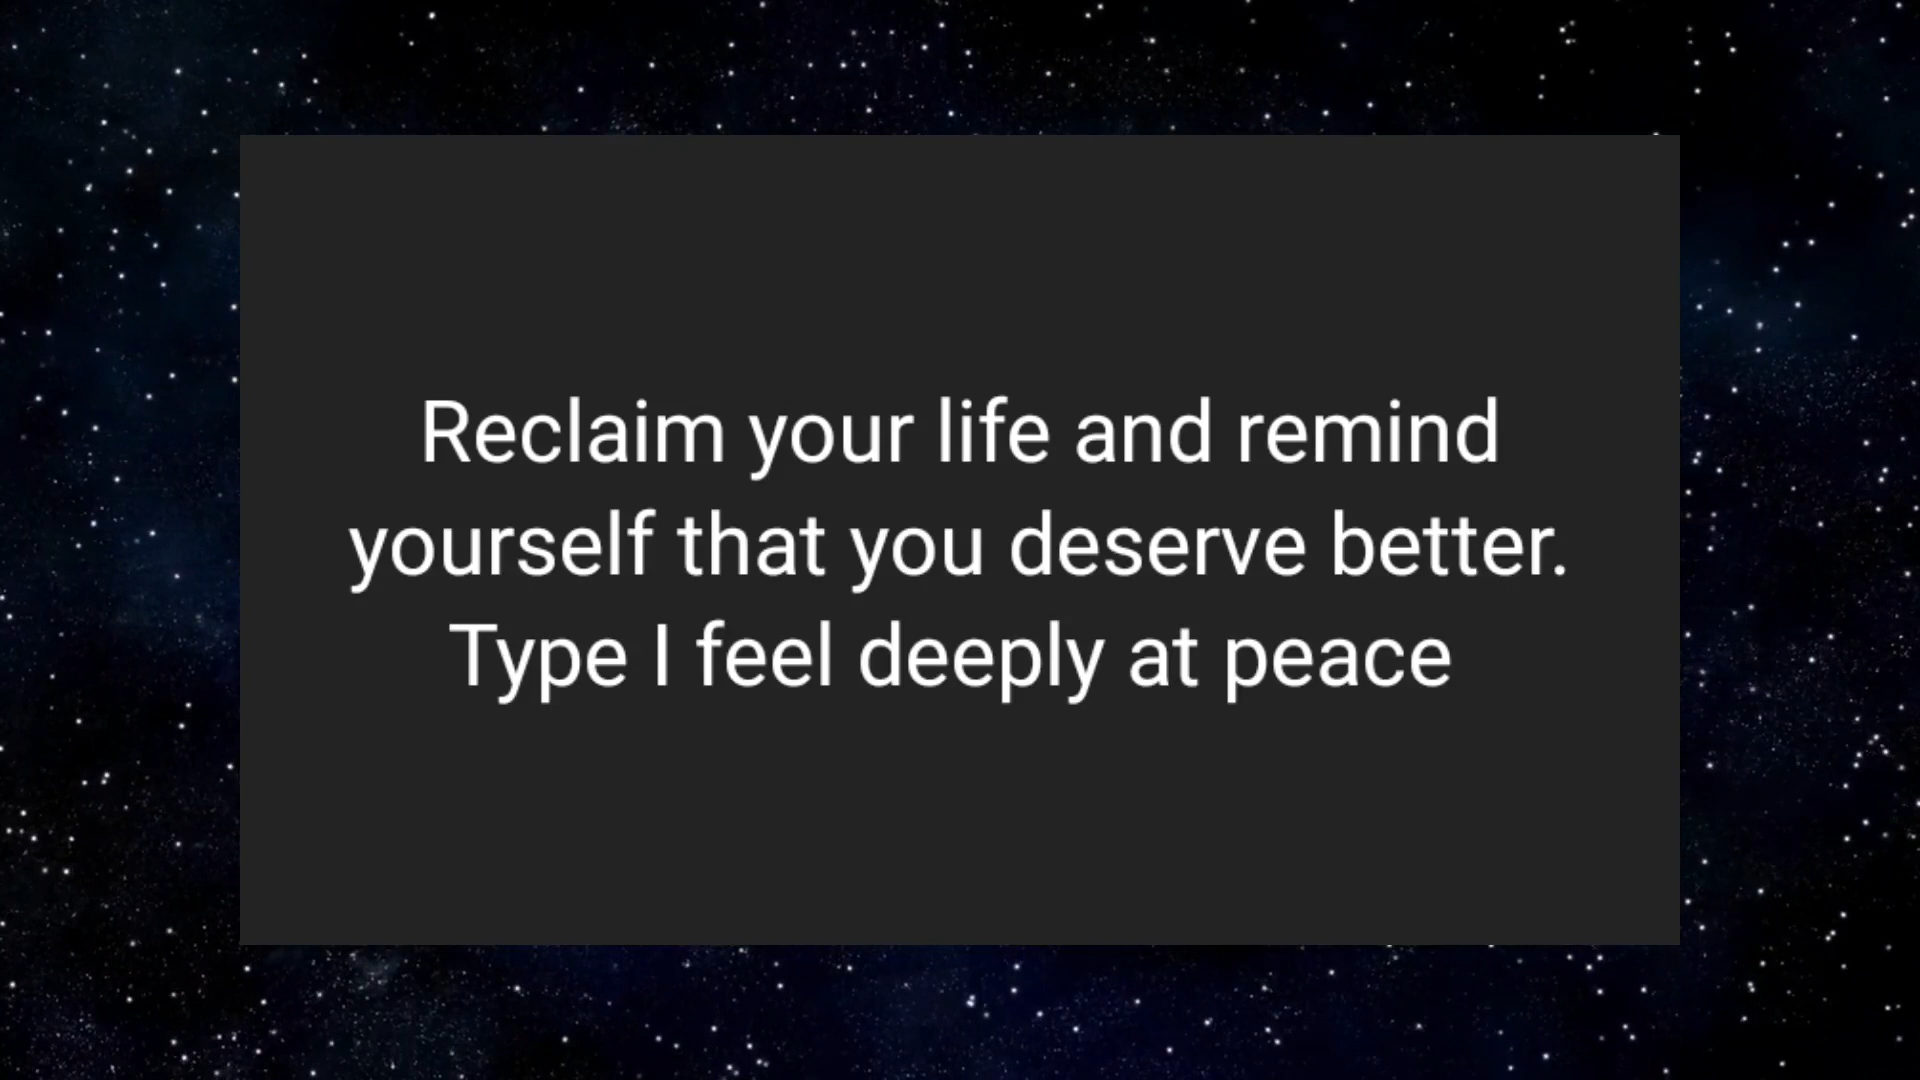 Reclaim your life and remind
yourself that you deserve better.
Type I feel deeply at peace